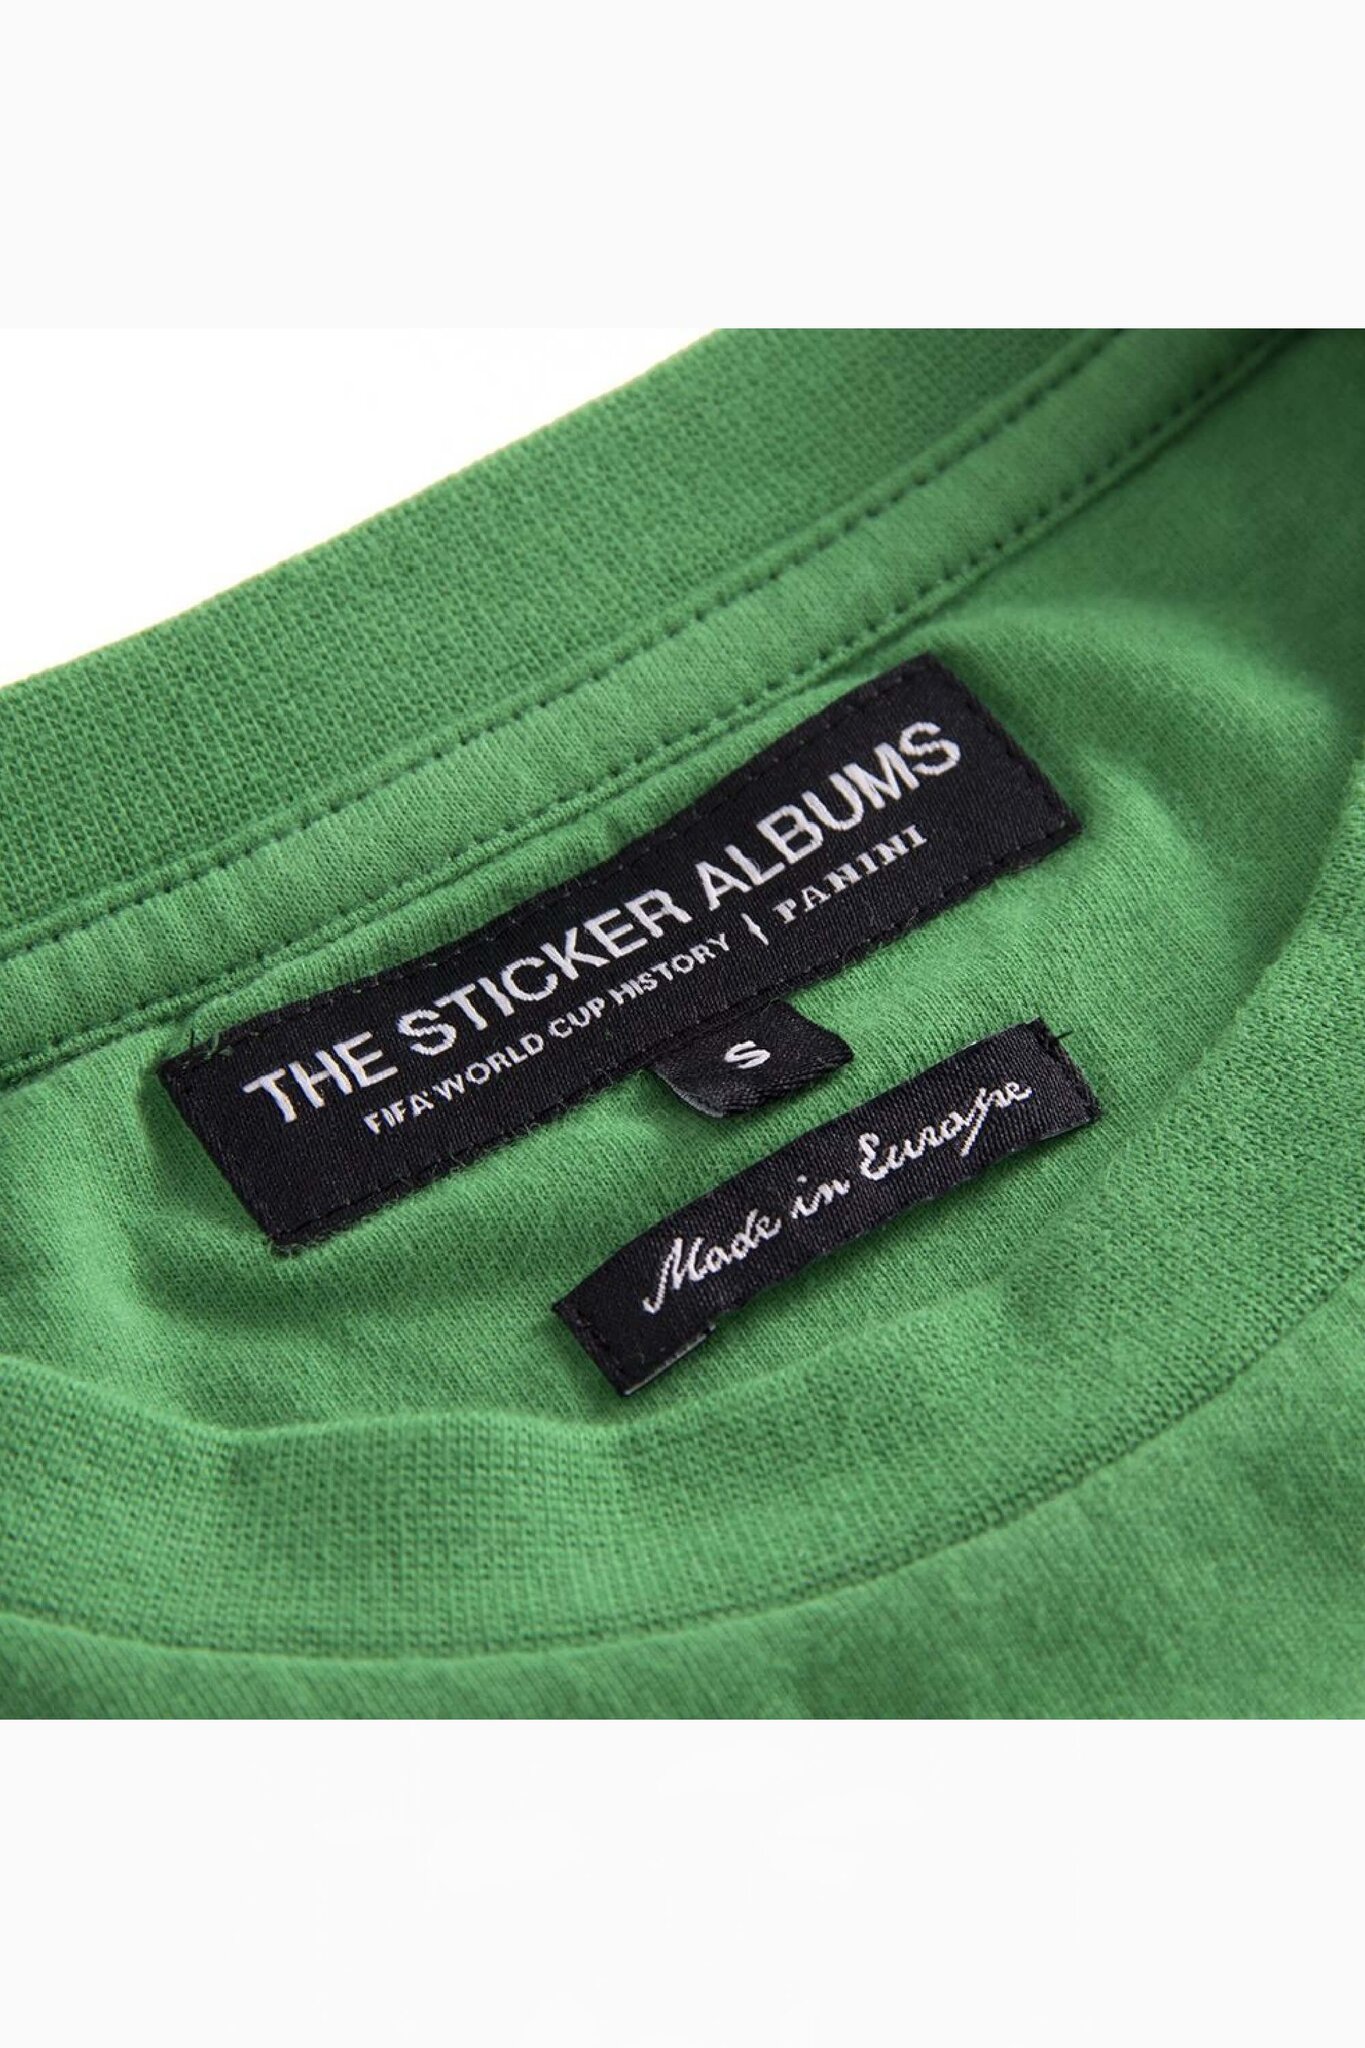 THE STICKER ALBUMS
FIFA WORLD CUP HISTORY | PANINI
S
Made in Europe